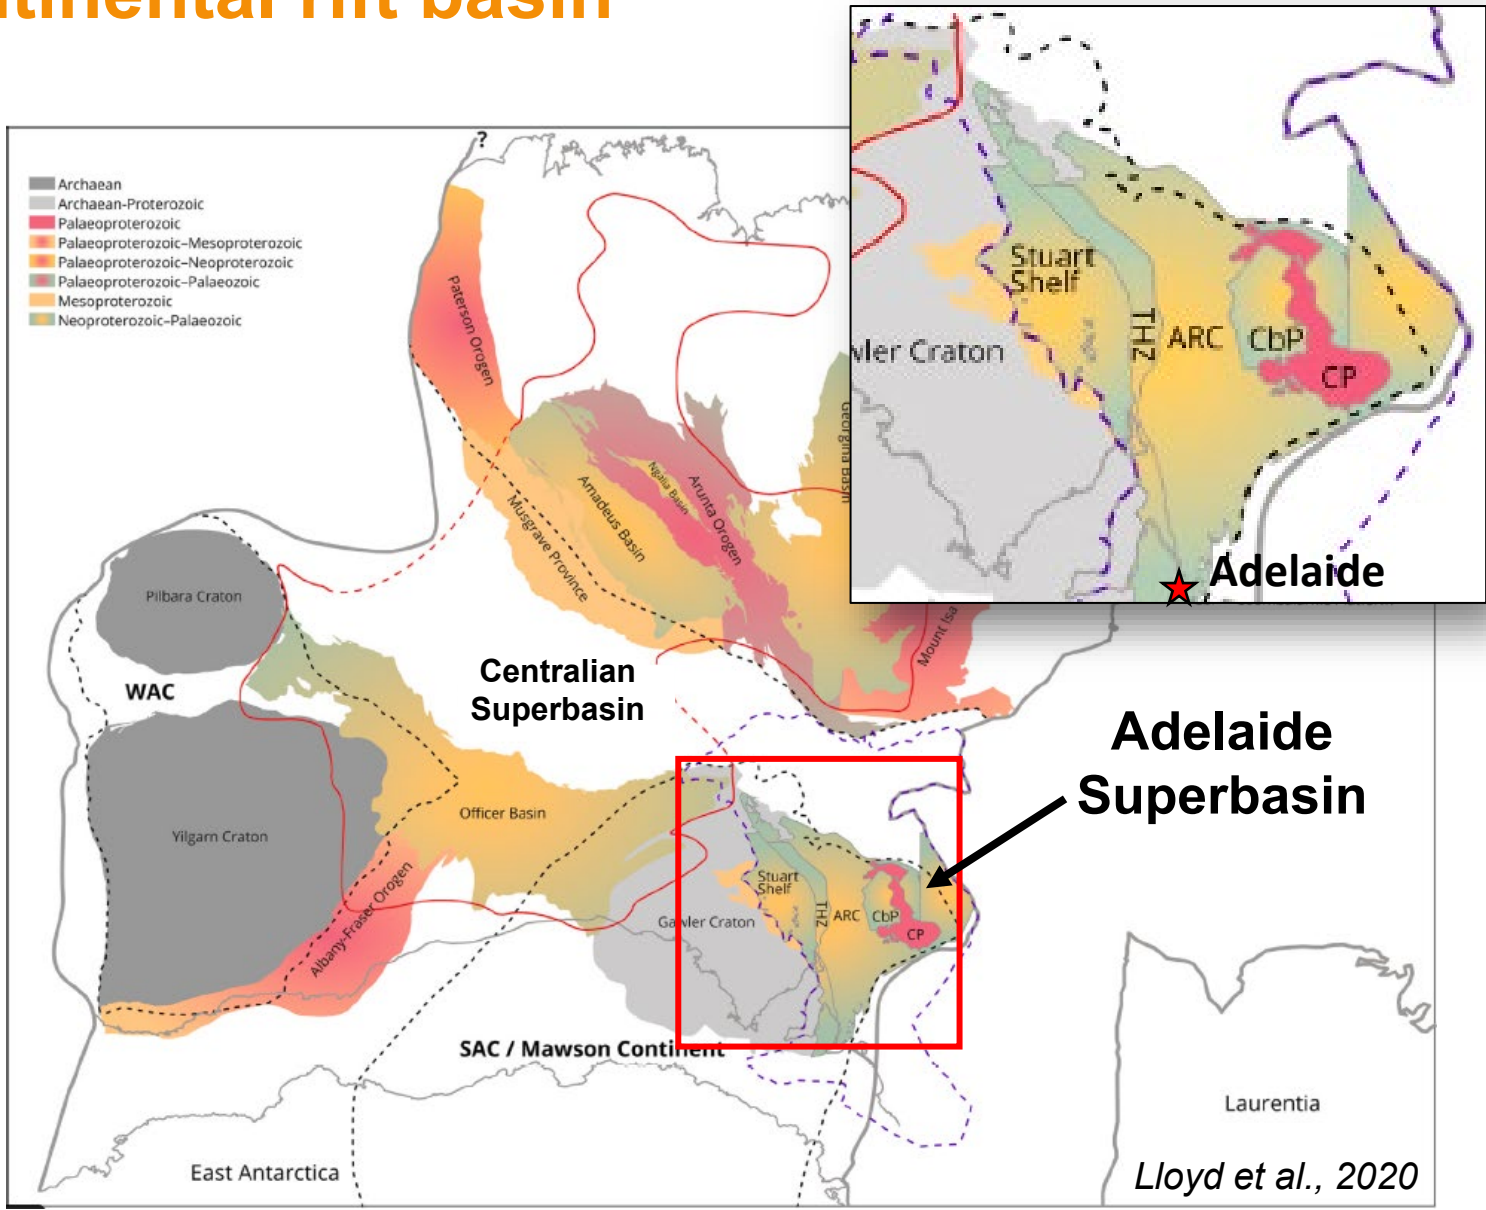 tinental rift basin
?
Archaean
Archaean-Proterozoic
Palaeoproterozoic
Palaeoproterozoic–Mesoproterozoic
Palaeoproterozoic–Neoproterozoic
Palaeoproterozoic–Palaeozoic
Mesoproterozoic
Neoproterozoic–Palaeozoic
Stuart
Shelf
wler Craton
THZ
ARC
CbP
CP
Adelaide
Paterson Orogen
Georgina Basin
Ngalia Basin
Arunta Orogen
Amadeus Basin
Musgrave Province
Pilbara Craton
Mount Isa
WAC
Centralian
Superbasin
Adelaide
Superbasin
Officer Basin
Yilgarn Craton
Albany-Fraser Orogen
Stuart
Shelf
Gawler Craton
THZ
ARC
CbP
CP
SAC / Mawson Continent
Laurentia
East Antarctica
Lloyd et al., 2020